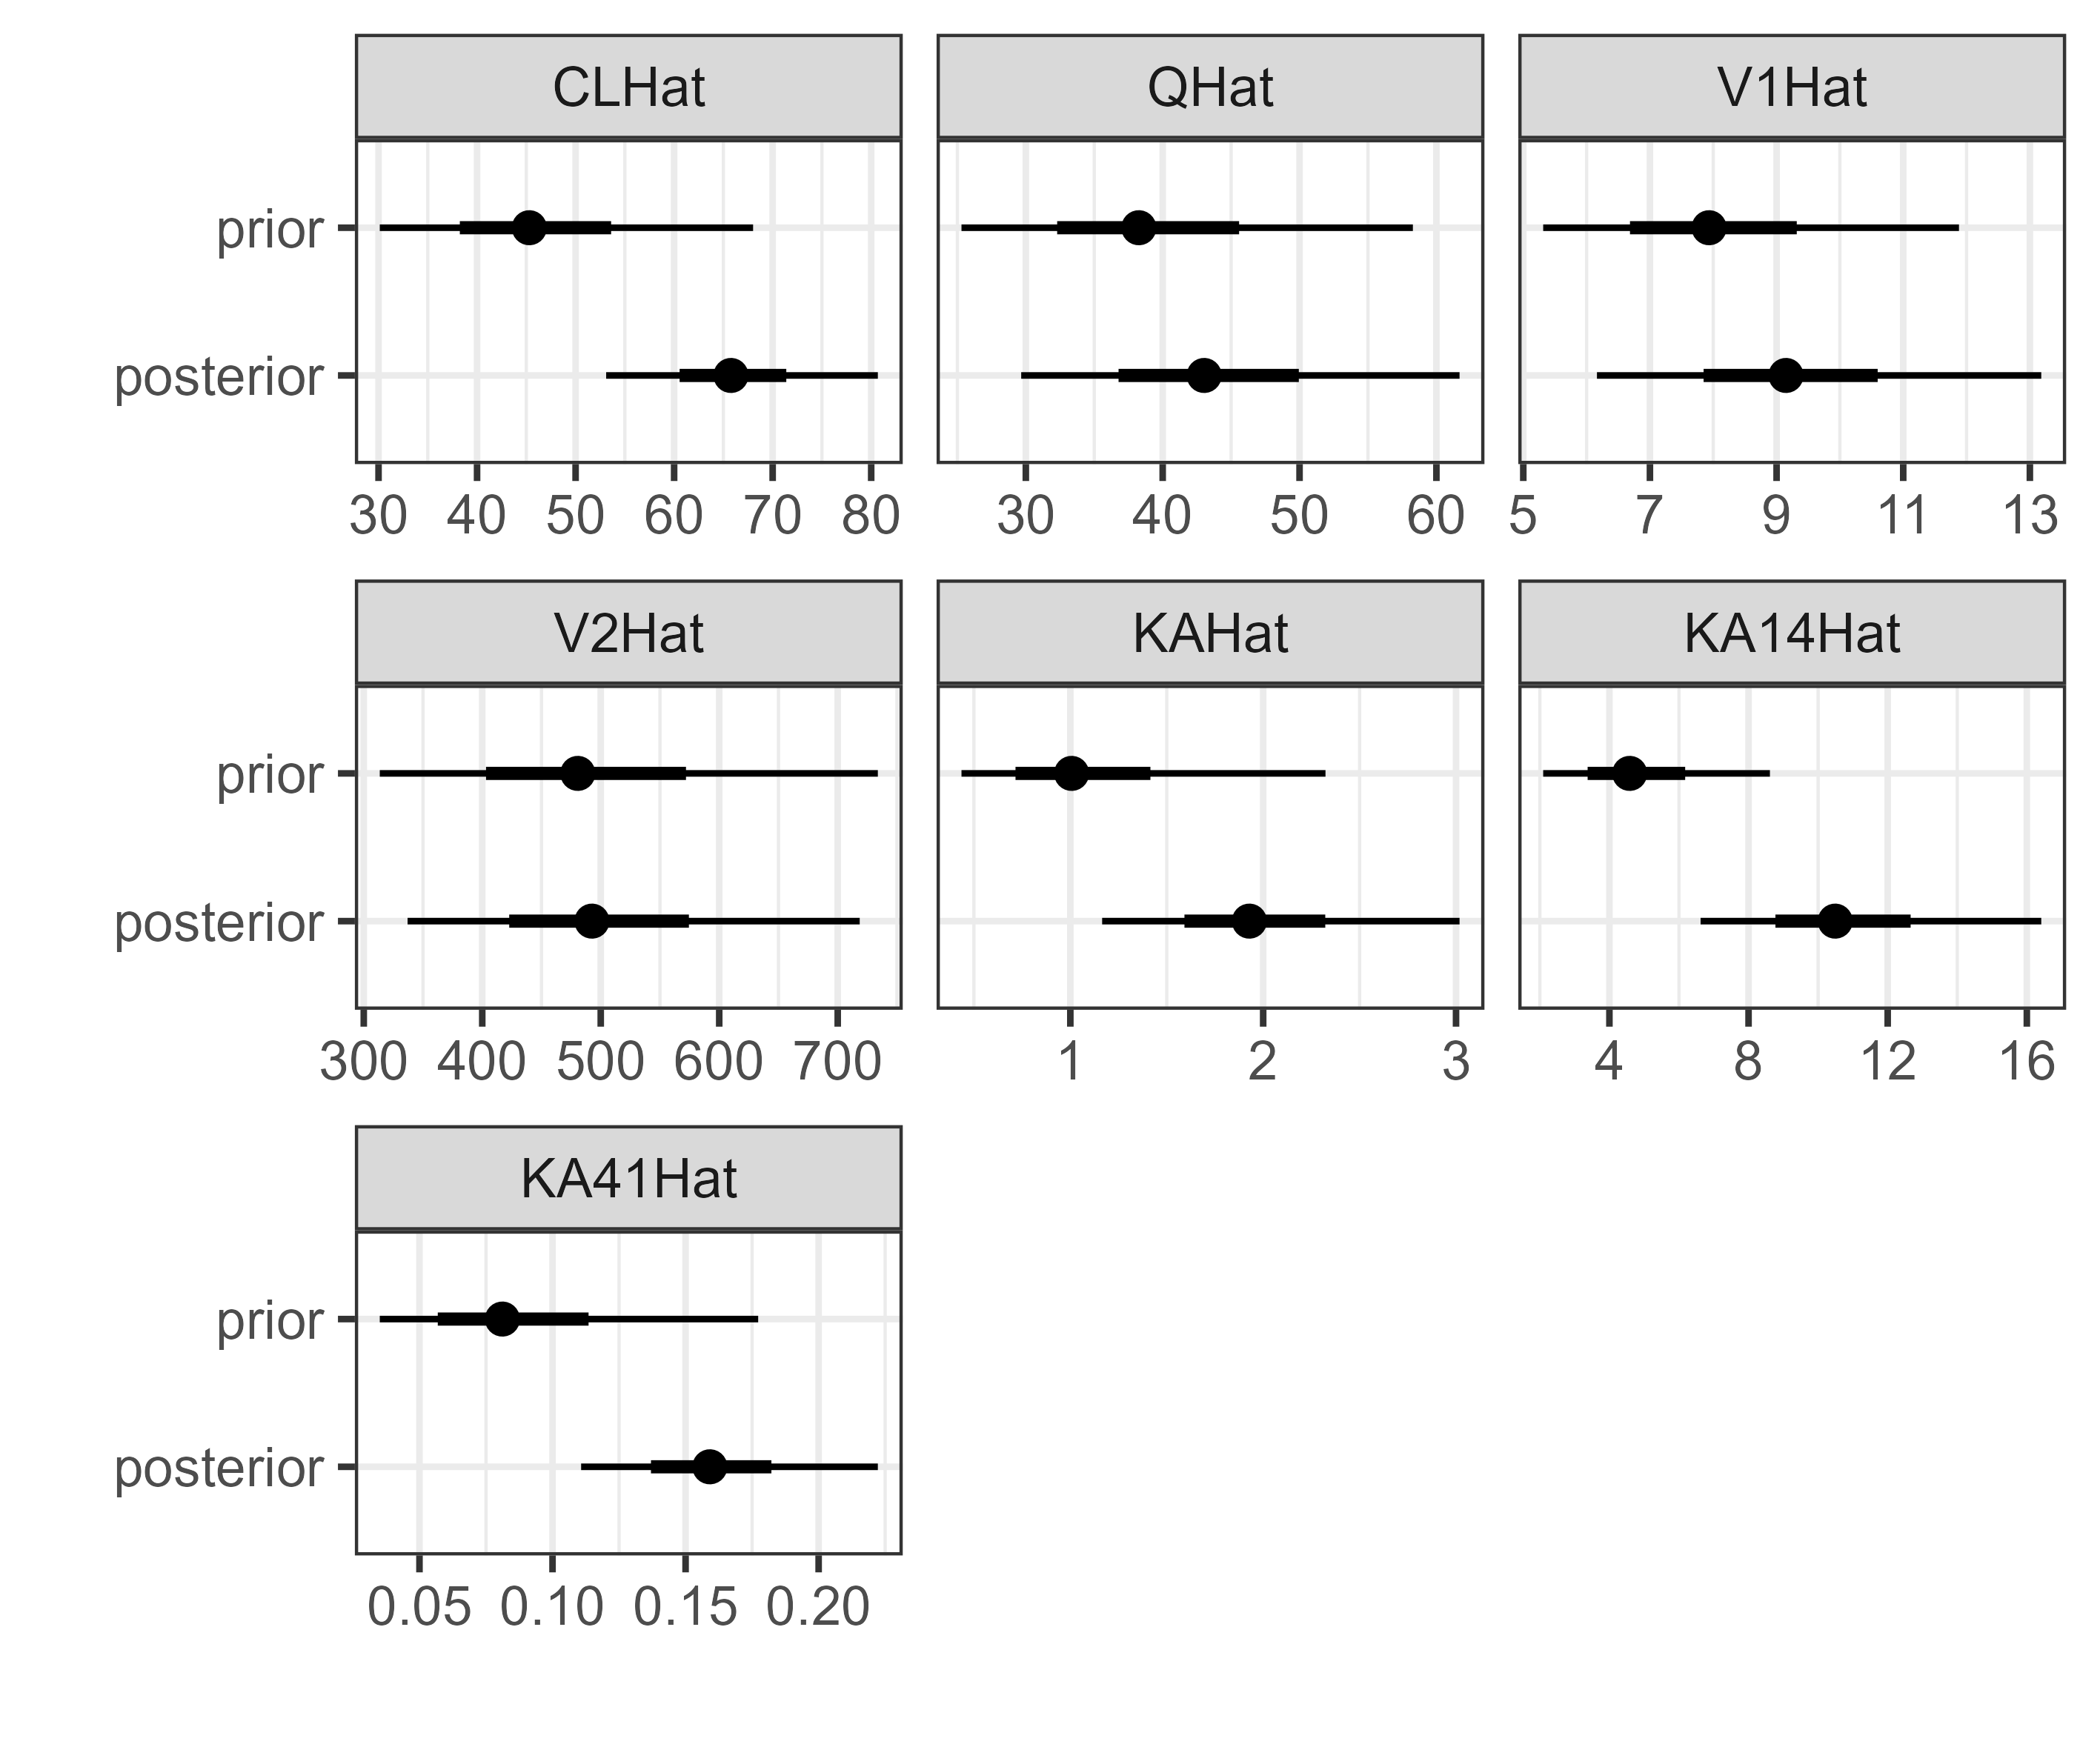 CLHat QHat V1Hat
prior
posterior
30 40 50 60 70 80 30 40 50 60 5 7 9 11 13
V2Hat KAHat KA14Hat
prior
posterior
300 400 500 600 700 1 2 3 4 8 12 16
KA41Hat
prior
posterior
0.05 0.10 0.15 0.20